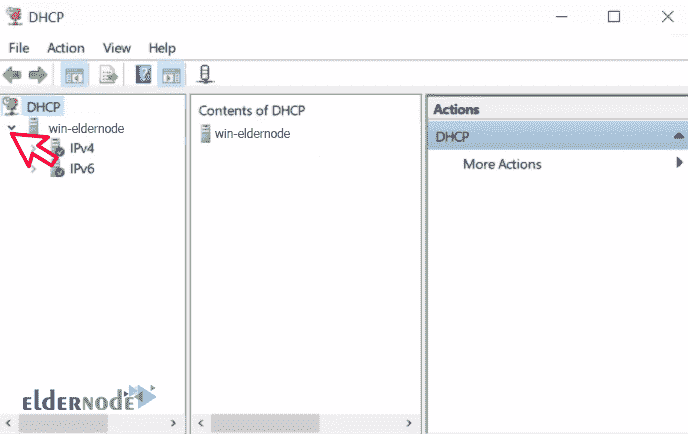 DHCP
File Action View Help
DHCP
win-eldernode
IPv4
IPv6
Contents of DHCP
win-eldernode
Actions
DHCP
More Actions
ELDERNODE